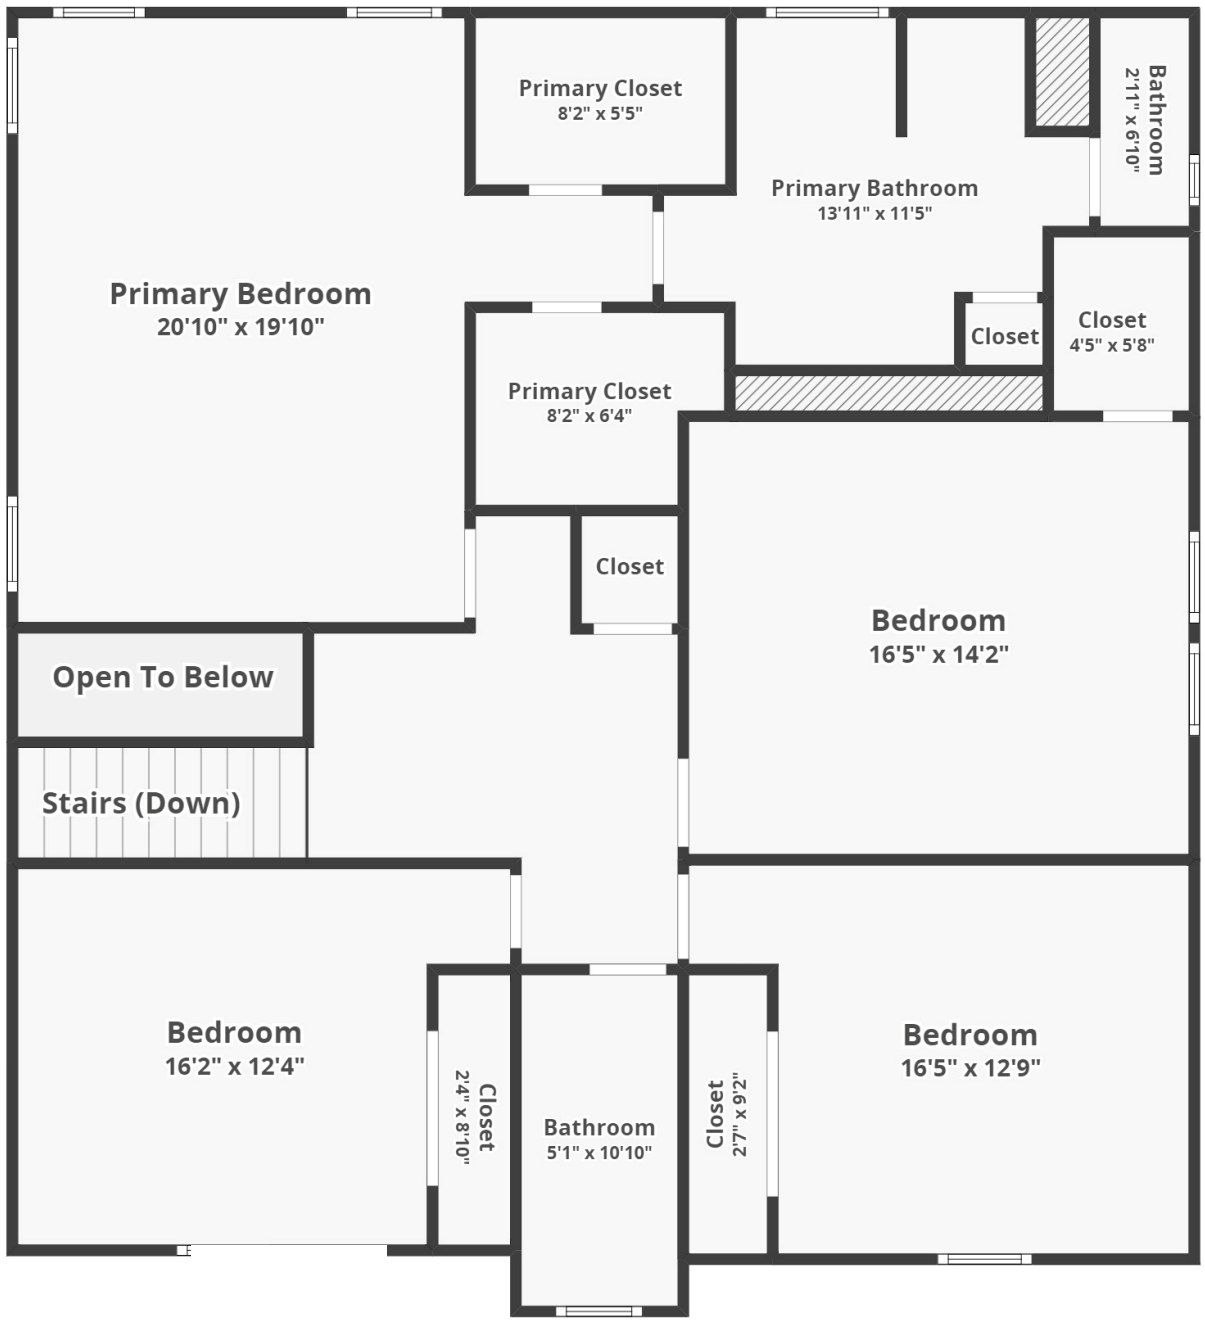 Primary Closet
8'2" x 5'5"
Bathroom
2'11" x 6'10"
Primary Bathroom
13'11" x 11'5"
Primary Bedroom
20'10" x 19'10"
Closet
4'5" x 5'8"
Closet
Primary Closet
8'2" x 6'4"
Closet
Bedroom
16'5" x 14'2"
Open To Below
Stairs (Down)
Bedroom
16'2" x 12'4"
Closet
2'4" x 8'10"
Bathroom
5'1" x 10'10"
Closet
2'7" x 9'2"
Bedroom
16'5" x 12'9"